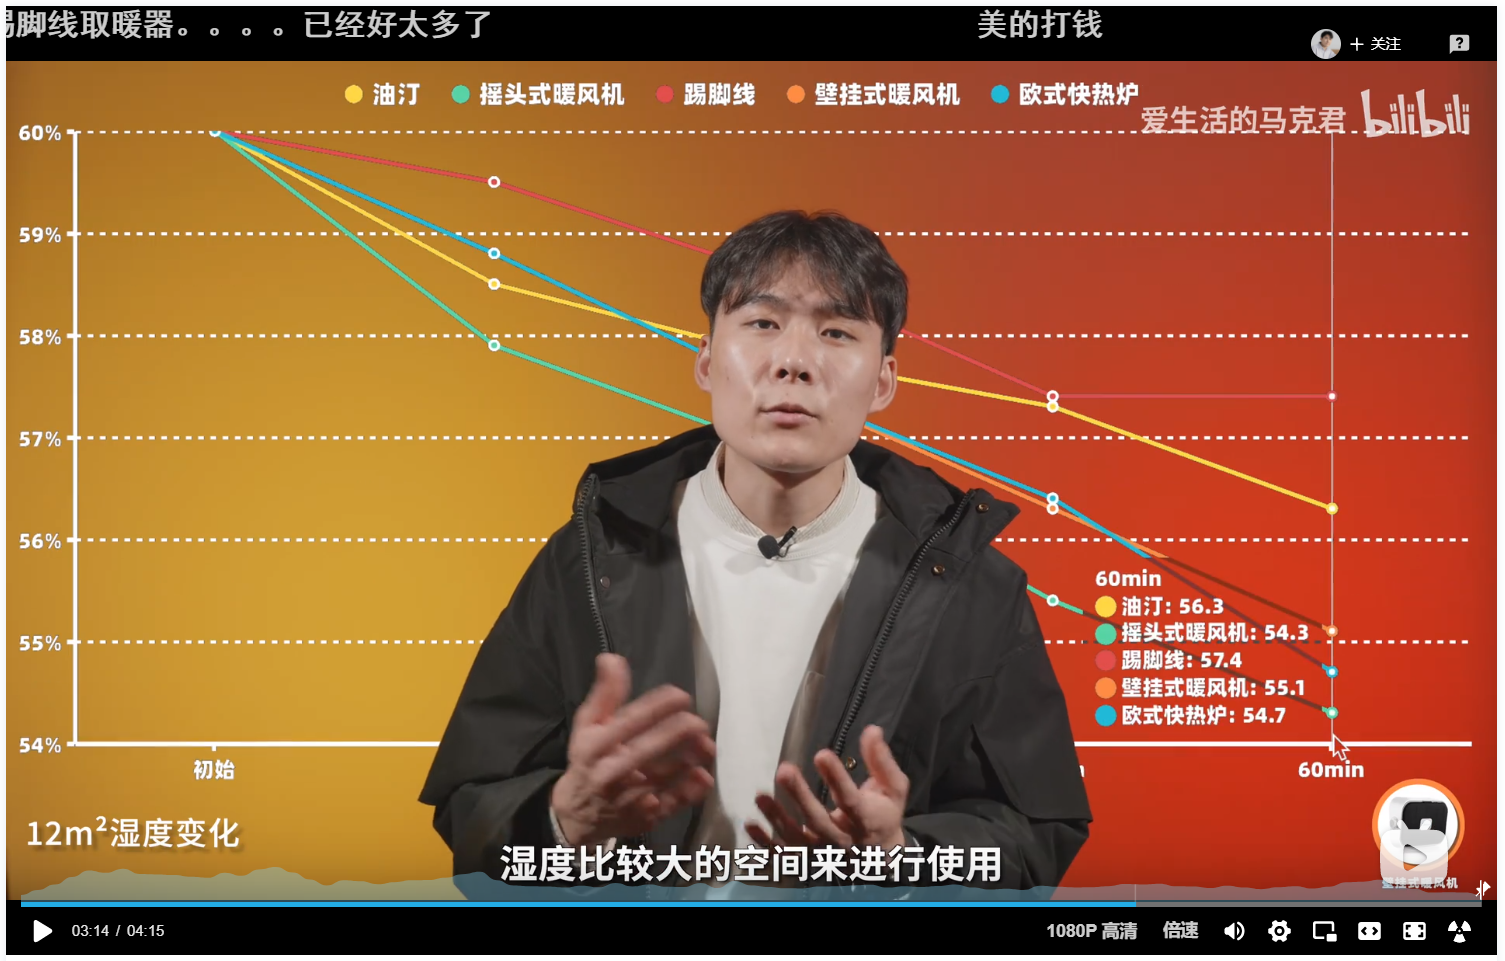 踢脚线取暖器。。。。已经好太多了
美的打钱
+ 关注
油汀
摇头式暖风机
踢脚线
壁挂式暖风机
欧式快热炉
爱生活的马克君 bilibili
60%
59%
58%
57%
56%
55%
54%
60min
油汀: 56.3
摇头式暖风机: 54.3
踢脚线: 57.4
壁挂式暖风机: 55.1
欧式快热炉: 54.7
初始
60min
12m²湿度变化
湿度比较大的空间来进行使用
壁挂式暖风机
03:14 / 04:15
1080P 高清
倍速